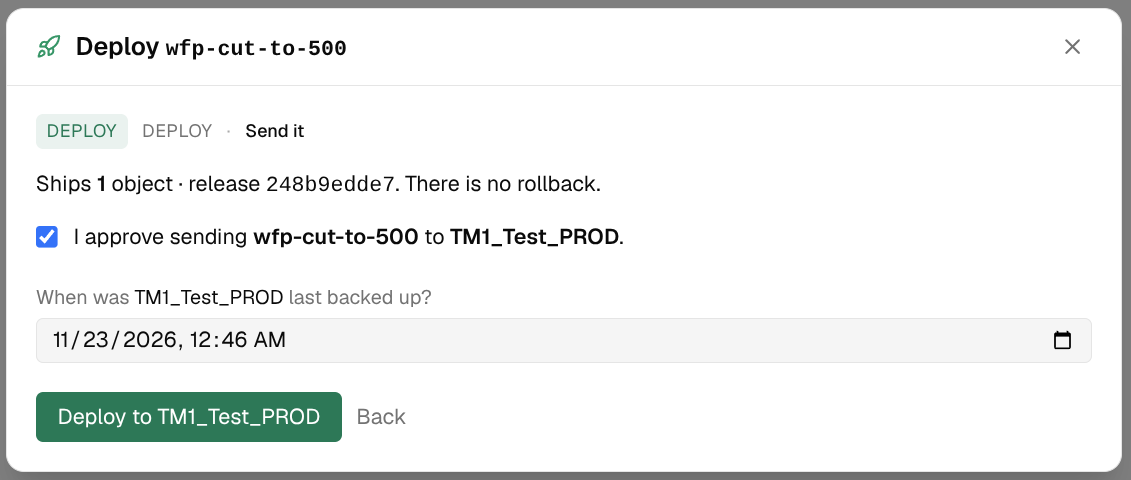 Deploy wfp-cut-to-500
DEPLOY DEPLOY · Send it
Ships 1 object · release 248b9edde7. There is no rollback.
I approve sending wfp-cut-to-500 to TM1_Test_PROD.
When was TM1_Test_PROD last backed up?
11/23/2026, 12:46 AM
Deploy to TM1_Test_PROD Back